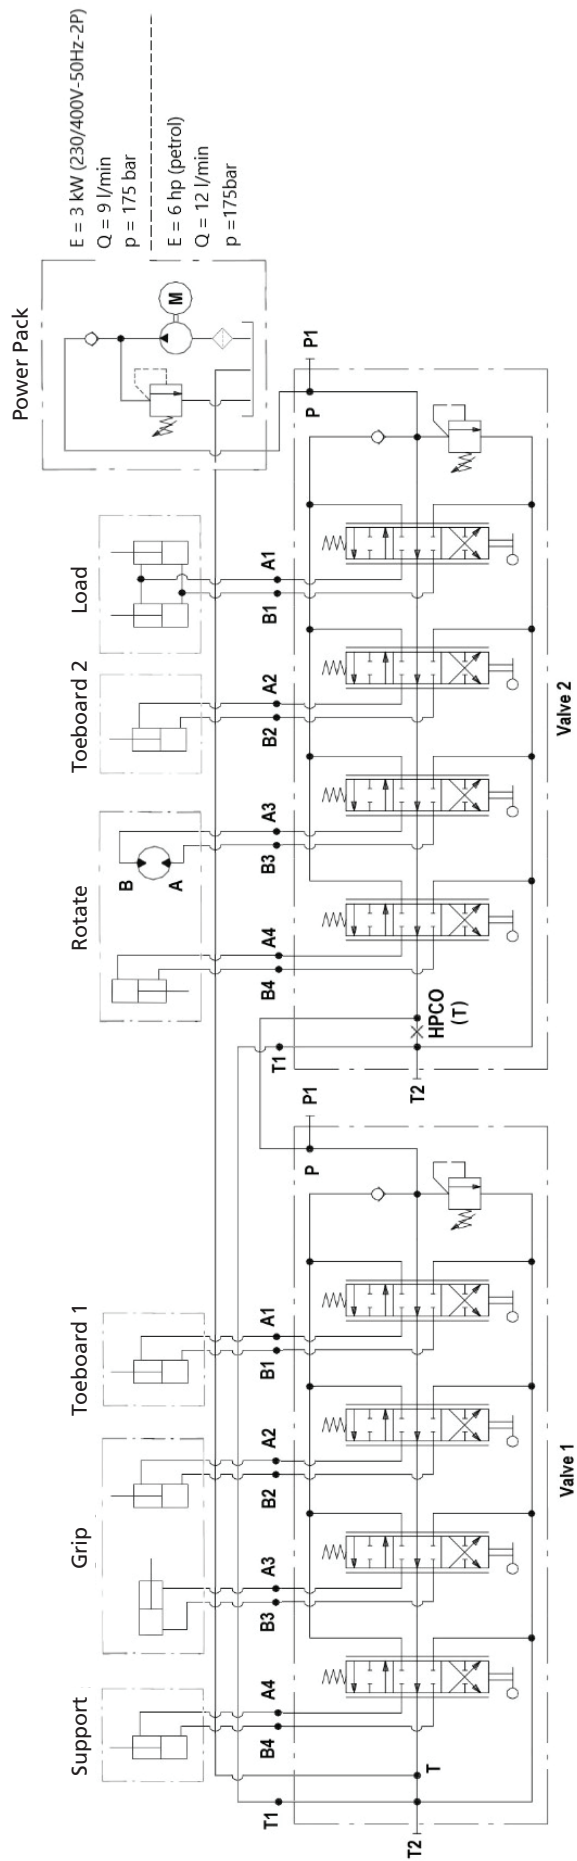 Power Pack
E = 3 kW (230/400V-50Hz-2P)
Q = 9 l/min
p = 175 bar
E = 6 hp (petrol)
Q = 12 l/min
p =175bar
M
Support
Grip
Toeboard 1
Rotate
Toeboard 2
Load
B
A
B4
A4
B3
A3
B2
A2
B1
A1
B4
A4
B3
A3
B2
A2
B1
A1
T1
T2
T
P
P1
T1
T2
HPCO
(T)
P
P1
Valve 1
Valve 2